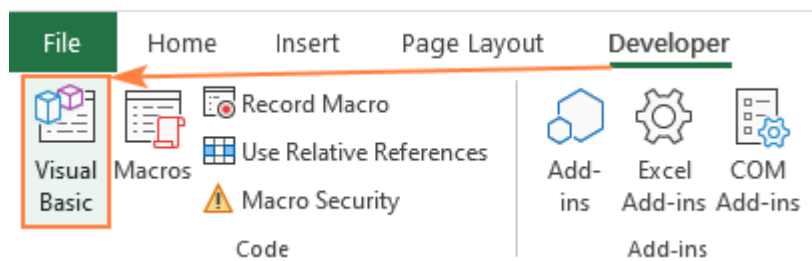 File Home Insert Page Layout Developer
Record Macro
Use Relative References
Macro Security
Visual Basic
Macros
Add-ins
Excel Add-ins
COM Add-ins
Code Add-ins